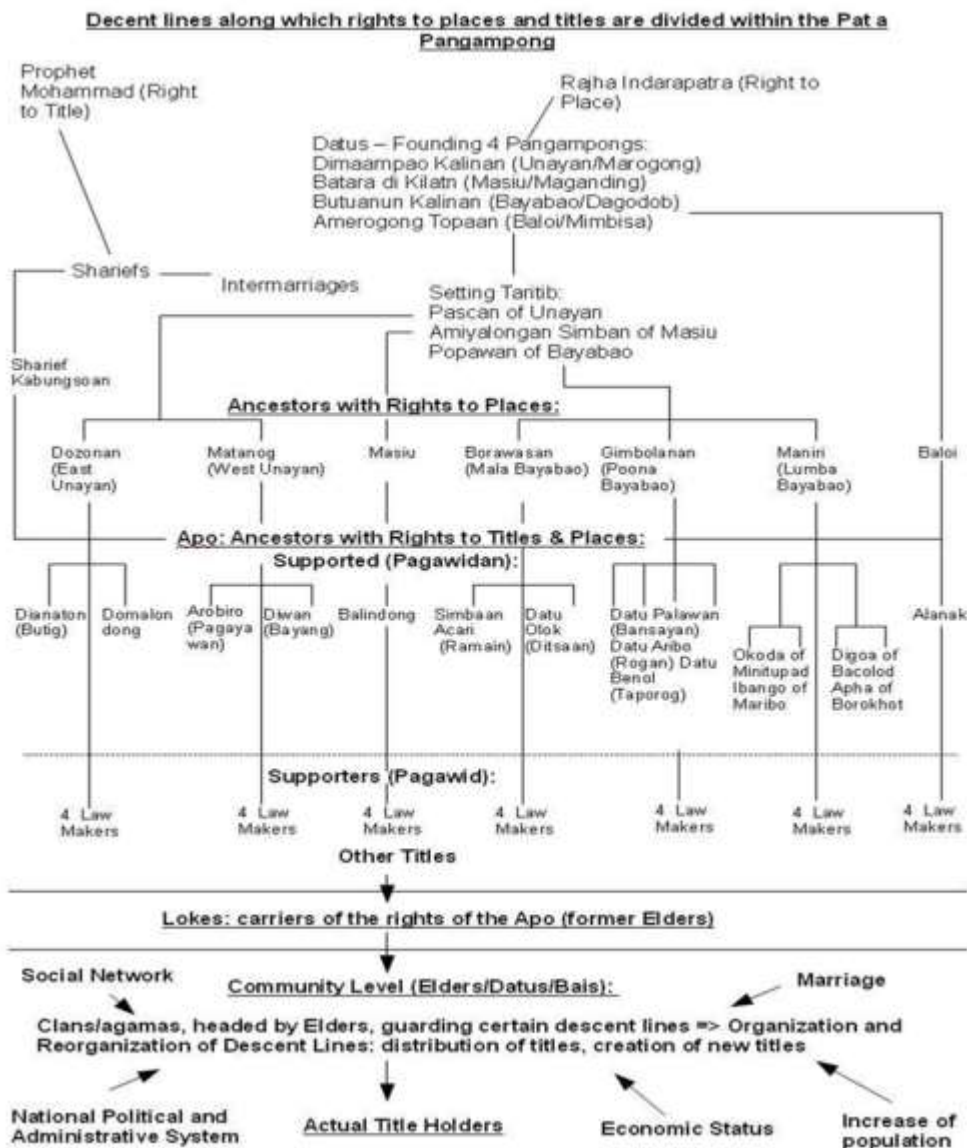 Decent lines along which rights to places and titles are divided within the Pat a
Pangampong
Prophet
Mohammad (Right
to Title)
Rajha Indarapatra (Right to
Place)
Datus – Founding 4 Pangampongs:
Dimaampao Kalinan (Unayan/Marogong)
Batara di Kilatn (Masiu/Maganding)
Butuanun Kalinan (Bayabao/Dagodob)
Amerogong Topaan (Baloi/Mimbisa)
Shariefs
Intermarriages
Setting Taritib:
Pascan of Unayan
Amiyalongan Simban of Masiu
Popawan of Bayabao
Sharief
Kabungsoan
Ancestors with Rights to Places:
Dozonan
(East
Unayan)
Matanog
(West Unayan)
Masiu
Borawasan
(Mala Bayabao)
Gimbolanan
(Poona
Bayabao)
Maniri
(Lumba
Bayabao)
Baloi
Apo: Ancestors with Rights to Titles & Places:
Supported (Pagawidan):
Dianaton
(Butig)
Domalon
dong
Arobiro
(Pagaya
wan)
Diwan
(Bayang)
Balindong
Simbaan
Acari
(Ramain)
Datu
Otok
(Ditsaan)
Datu Palawan
(Bansayan)
Datu Aribo
(Rogan) Datu
Benol
(Taporog)
Okoda of
Minitupad
Ibango of
Maribo
Digoa of
Bacolod
Apha of
Borokhot
Alanak
Supporters (Pagawid):
4 Law
Makers
4 Law
Makers
4 Law
Makers
4 Law
Makers
4 Law
Makers
4 Law
Makers
4 Law
Makers
Other Titles
Lokes: carriers of the rights of the Apo (former Elders)
Social Network
Marriage
Community Level (Elders/Datus/Bais):
Clans/agamas, headed by Elders, guarding certain descent lines => Organization and
Reorganization of Descent Lines: distribution of titles, creation of new titles
National Political and
Administrative System
Actual Title Holders
Economic Status
Increase of
population